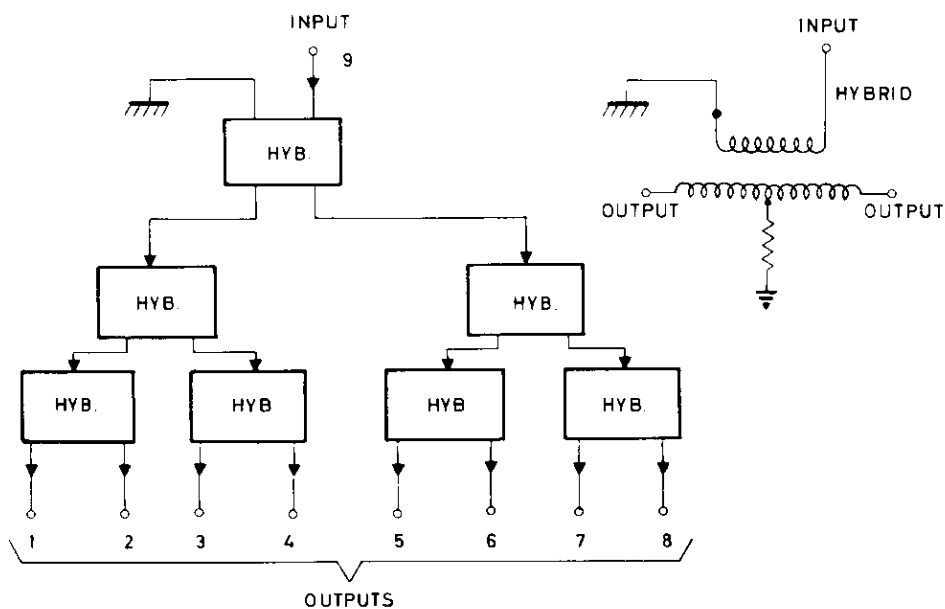 INPUT
9
HYB.
HYB.
HYB.
HYB.
HYB
HYB
HYB.
1 2 3 4 5 6 7 8
OUTPUTS
INPUT
HYBRID
OUTPUT OUTPUT